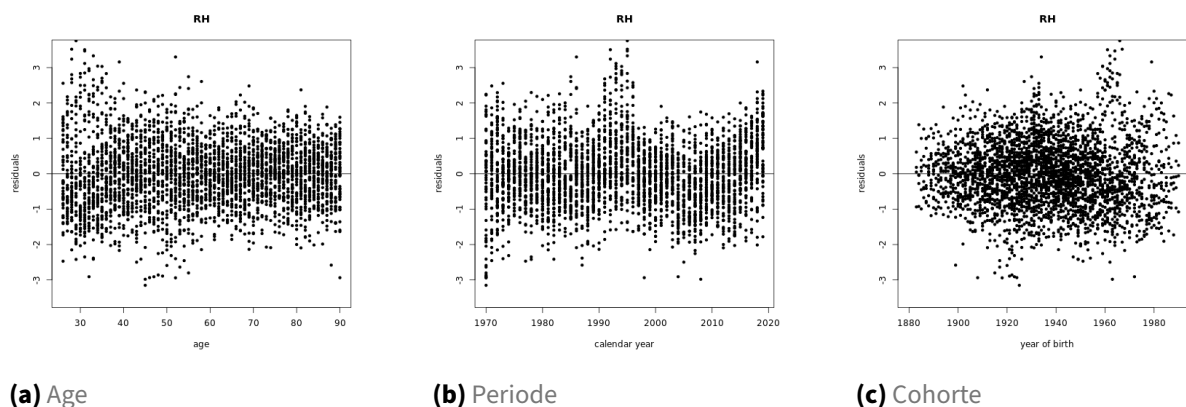 RH
3
2
1
0
-1
-2
-3
residuals
30 40 50 60 70 80 90
age
(a) Age
RH
3
2
1
0
-1
-2
-3
residuals
1970 1980 1990 2000 2010 2020
calendar year
(b) Periode
RH
3
2
1
0
-1
-2
-3
residuals
1880 1900 1920 1940 1960 1980
year of birth
(c) Cohorte